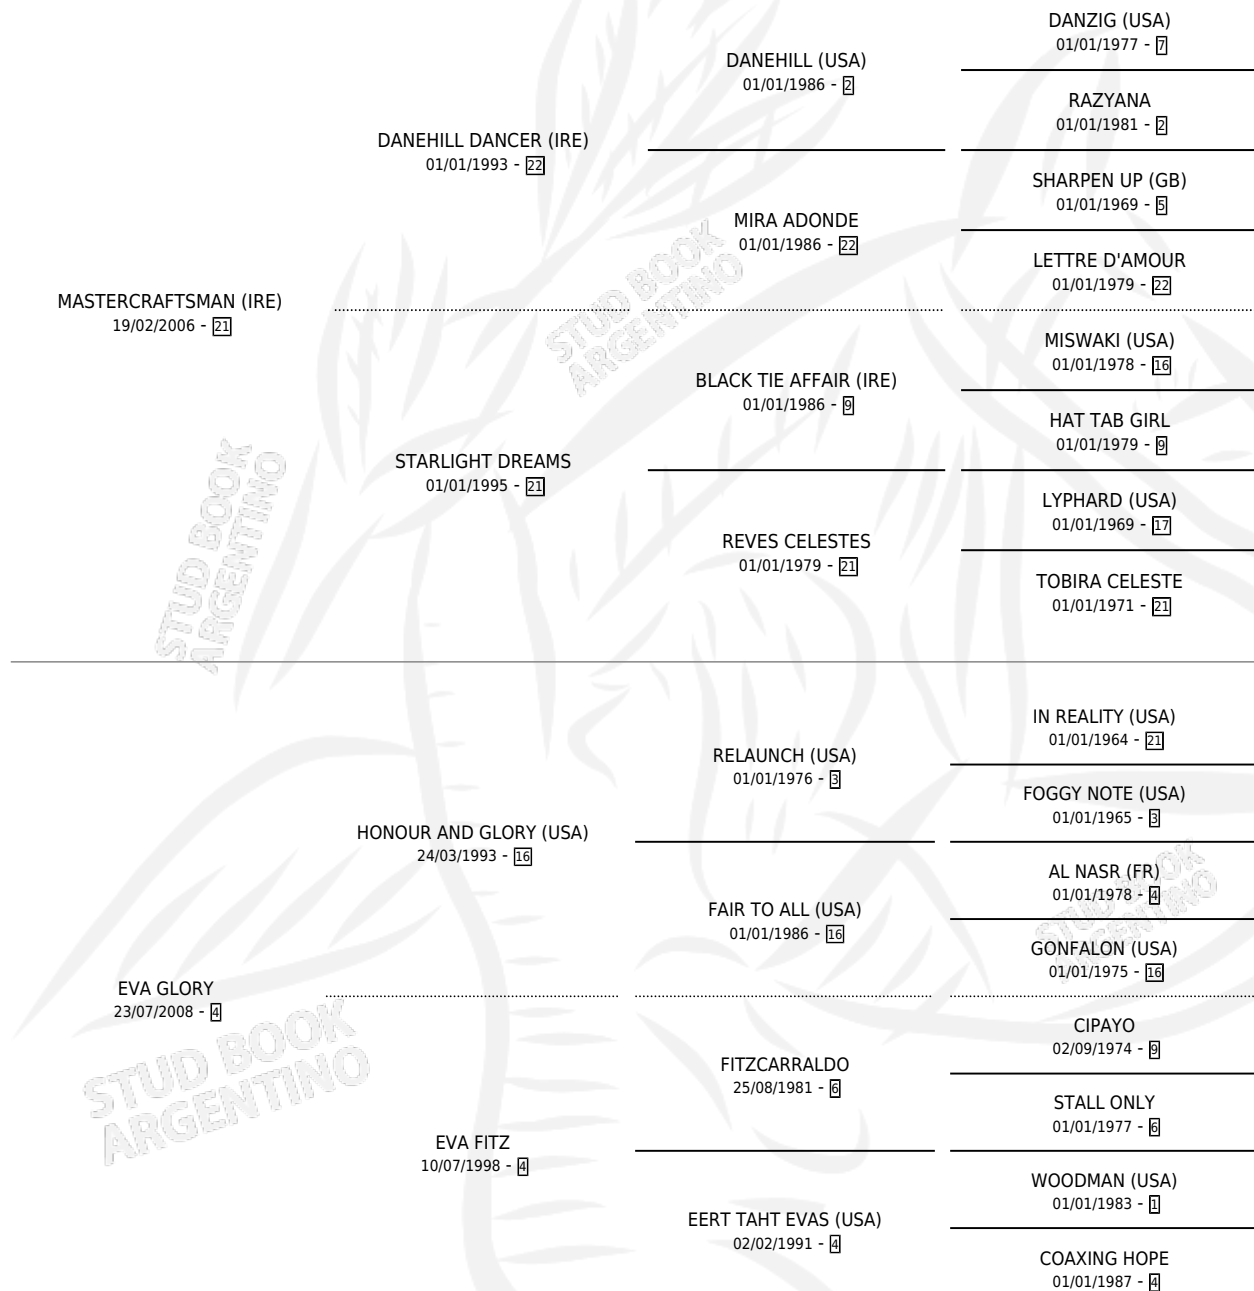 DANZIG (USA)
01/01/1977 - 7
DANEHILL (USA)
01/01/1986 - 2
RAZYANA
01/01/1981 - 2
DANEHILL DANCER (IRE)
01/01/1993 - 22
SHARPEN UP (GB)
01/01/1969 - 5
MIRA ADONDE
01/01/1986 - 22
LETTRE D'AMOUR
01/01/1979 - 22
MASTERCRAFTSMAN (IRE)
19/02/2006 - 21
STUD BOOK
ARGENTINO
MISWAKI (USA)
01/01/1978 - 16
BLACK TIE AFFAIR (IRE)
01/01/1986 - 9
HAT TAB GIRL
01/01/1979 - 9
STARLIGHT DREAMS
01/01/1995 - 21
LYPHARD (USA)
01/01/1969 - 17
REVES CELESTES
01/01/1979 - 21
TOBIRA CELESTE
01/01/1971 - 21
STUD BOOK
ARGENTINO
IN REALITY (USA)
01/01/1964 - 21
RELAUNCH (USA)
01/01/1976 - 3
FOGGY NOTE (USA)
01/01/1965 - 3
HONOUR AND GLORY (USA)
24/03/1993 - 16
AL NASR (FR)
01/01/1978 - 4
FAIR TO ALL (USA)
01/01/1986 - 16
STUD BOOK
ARGENTINO
GONFALON (USA)
01/01/1975 - 16
EVA GLORY
23/07/2008 - 4
CIPAYO
02/09/1974 - 9
FITZCARRALDO
25/08/1981 - 6
STUD BOOK
ARGENTINO
STALL ONLY
01/01/1977 - 6
EVA FITZ
10/07/1998 - 4
WOODMAN (USA)
01/01/1983 - 1
EERT TAHT EVAS (USA)
02/02/1991 - 4
COAXING HOPE
01/01/1987 - 4